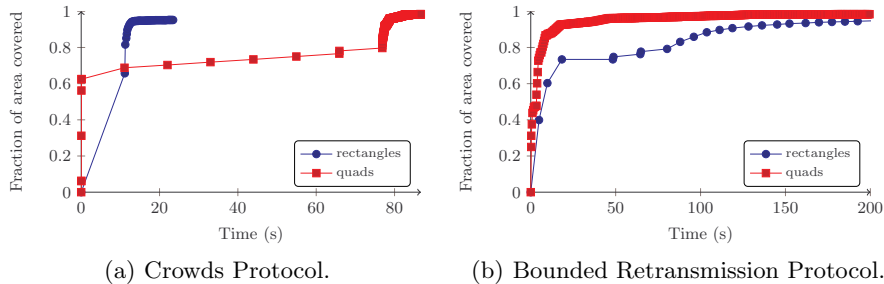 Fraction of area covered
1
0.8
0.6
0.4
0.2
0
0 20 40 60 80
Time (s)
rectangles
quads
(a) Crowds Protocol.
Fraction of area covered
1
0.8
0.6
0.4
0.2
0
0 50 100 150 200
Time (s)
rectangles
quads
(b) Bounded Retransmission Protocol.